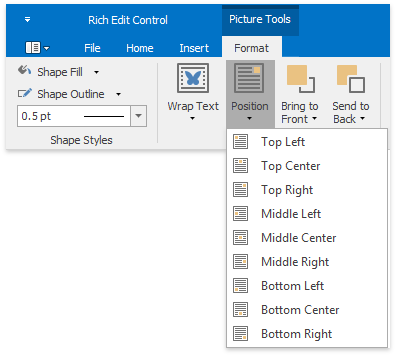 Rich Edit Control
Picture Tools
File Home Insert Format
Shape Fill
Shape Outline
0.5 pt
Shape Styles
Wrap Text
Position
Bring to
Front
Send to
Back
Top Left
Top Center
Top Right
Middle Left
Middle Center
Middle Right
Bottom Left
Bottom Center
Bottom Right